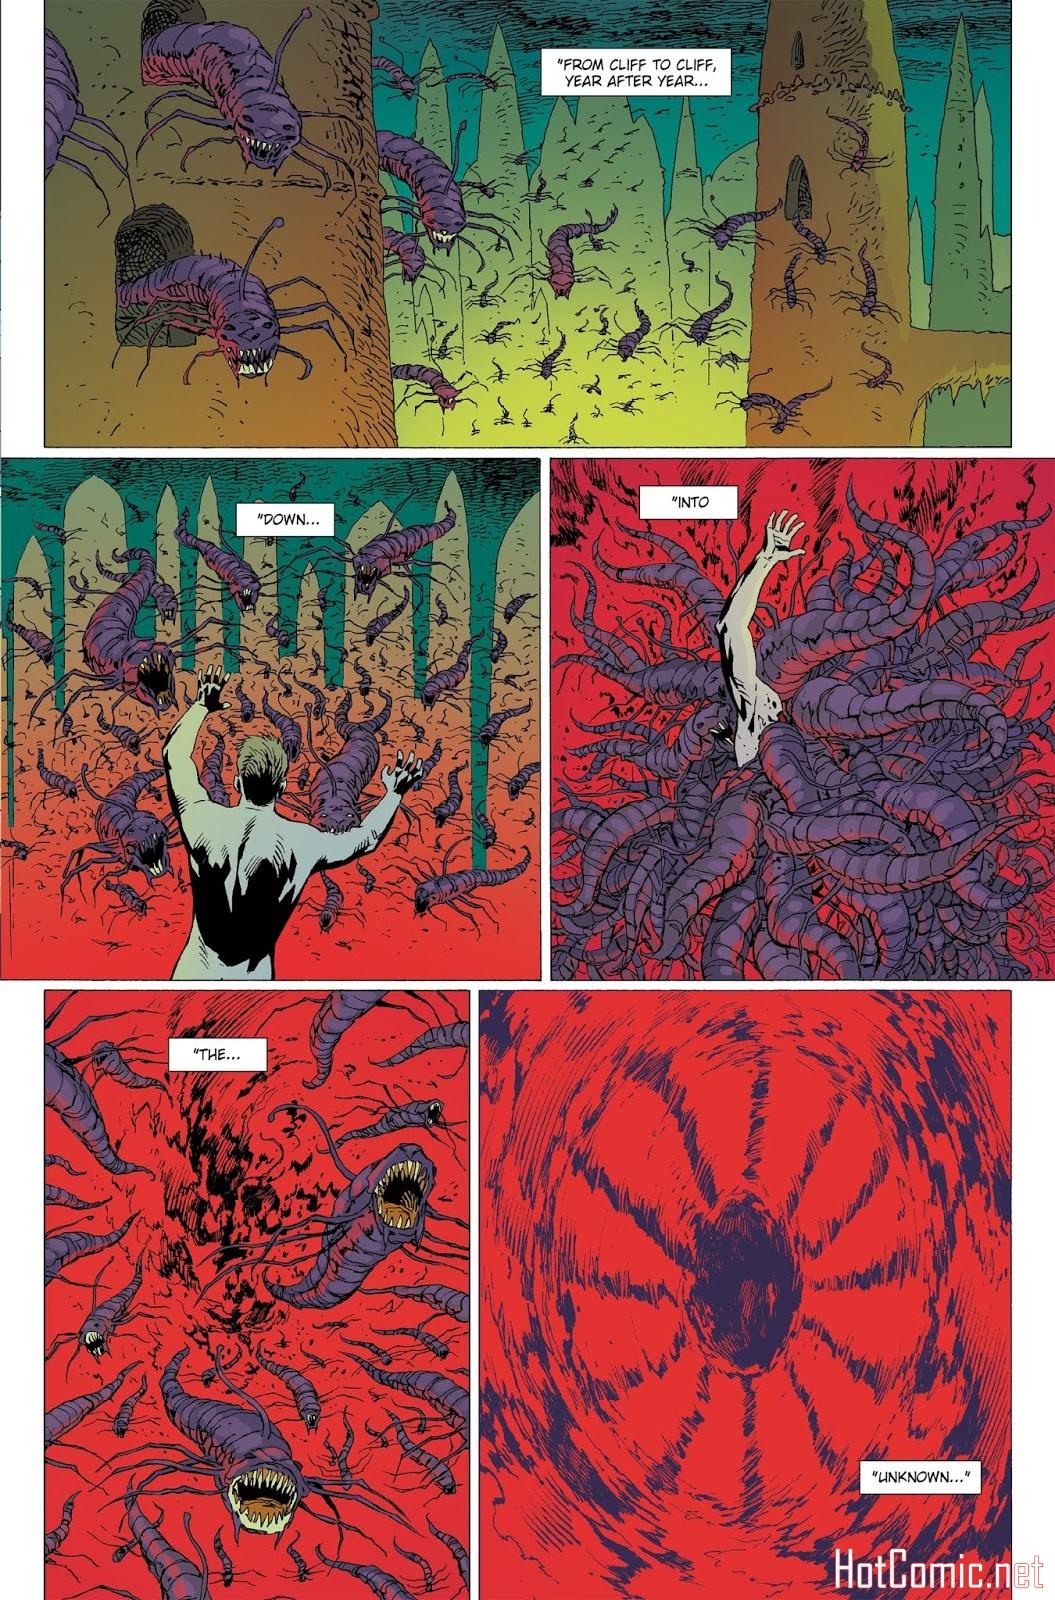 "FROM CLIFF TO CLIFF,
YEAR AFTER YEAR...
"DOWN...
"INTO
"THE...
"UNKNOWN..."
HotComic.net